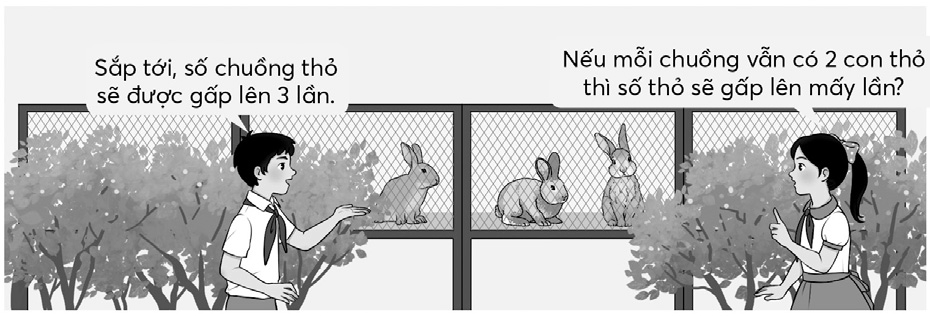 Sắp tới, số chuồng thỏ
sẽ được gấp lên 3 lần.
Nếu mỗi chuồng vẫn có 2 con thỏ
thì số thỏ sẽ gấp lên mấy lần?